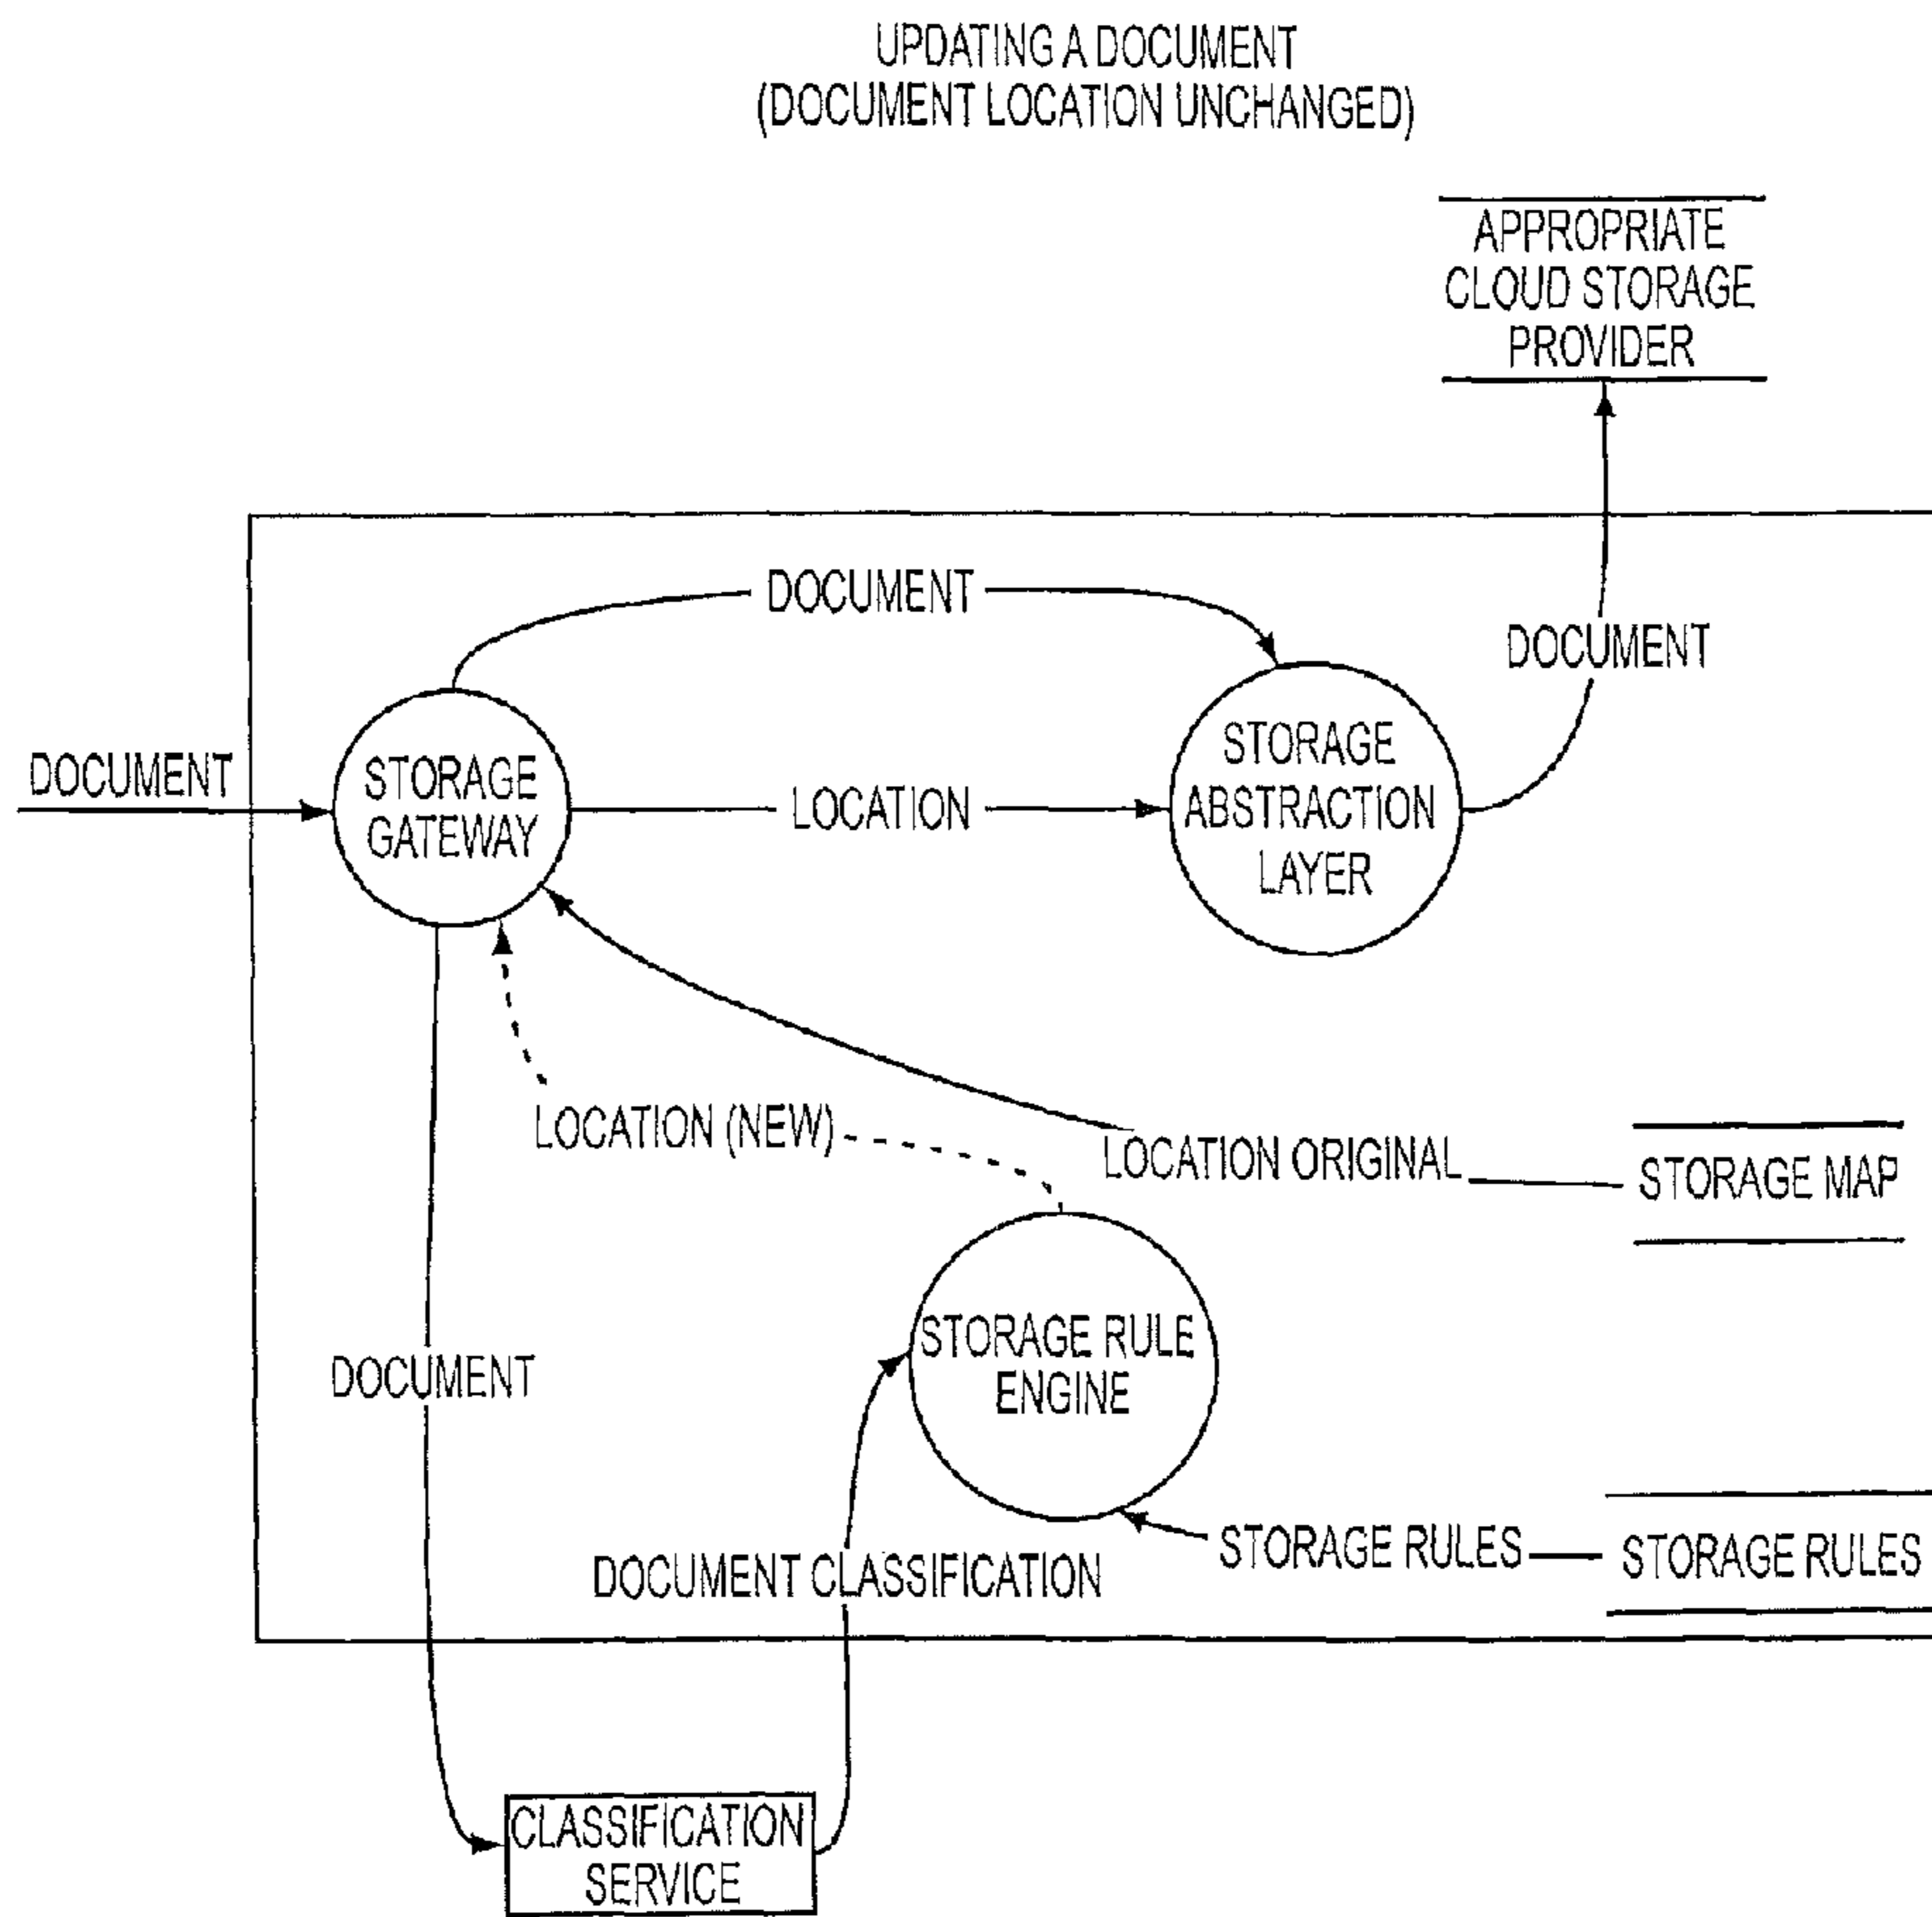 UPDATING A DOCUMENT
(DOCUMENT LOCATION UNCHANGED)
APPROPRIATE
CLOUD STORAGE
PROVIDER
DOCUMENT
DOCUMENT
DOCUMENT
STORAGE
GATEWAY
LOCATION
STORAGE
ABSTRACTION
LAYER
LOCATION (NEW)
LOCATION ORIGINAL
STORAGE MAP
DOCUMENT
STORAGE RULE
ENGINE
STORAGE RULES
STORAGE RULES
DOCUMENT CLASSIFICATION
CLASSIFICATION
SERVICE